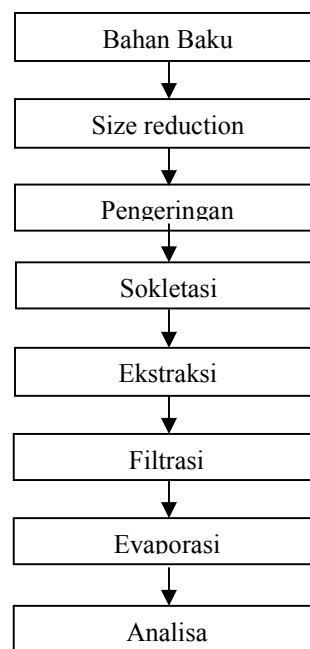 Bahan Baku
Size reduction
Pengeringan
Sokletasi
Ekstraksi
Filtrasi
Evaporasi
Analisa